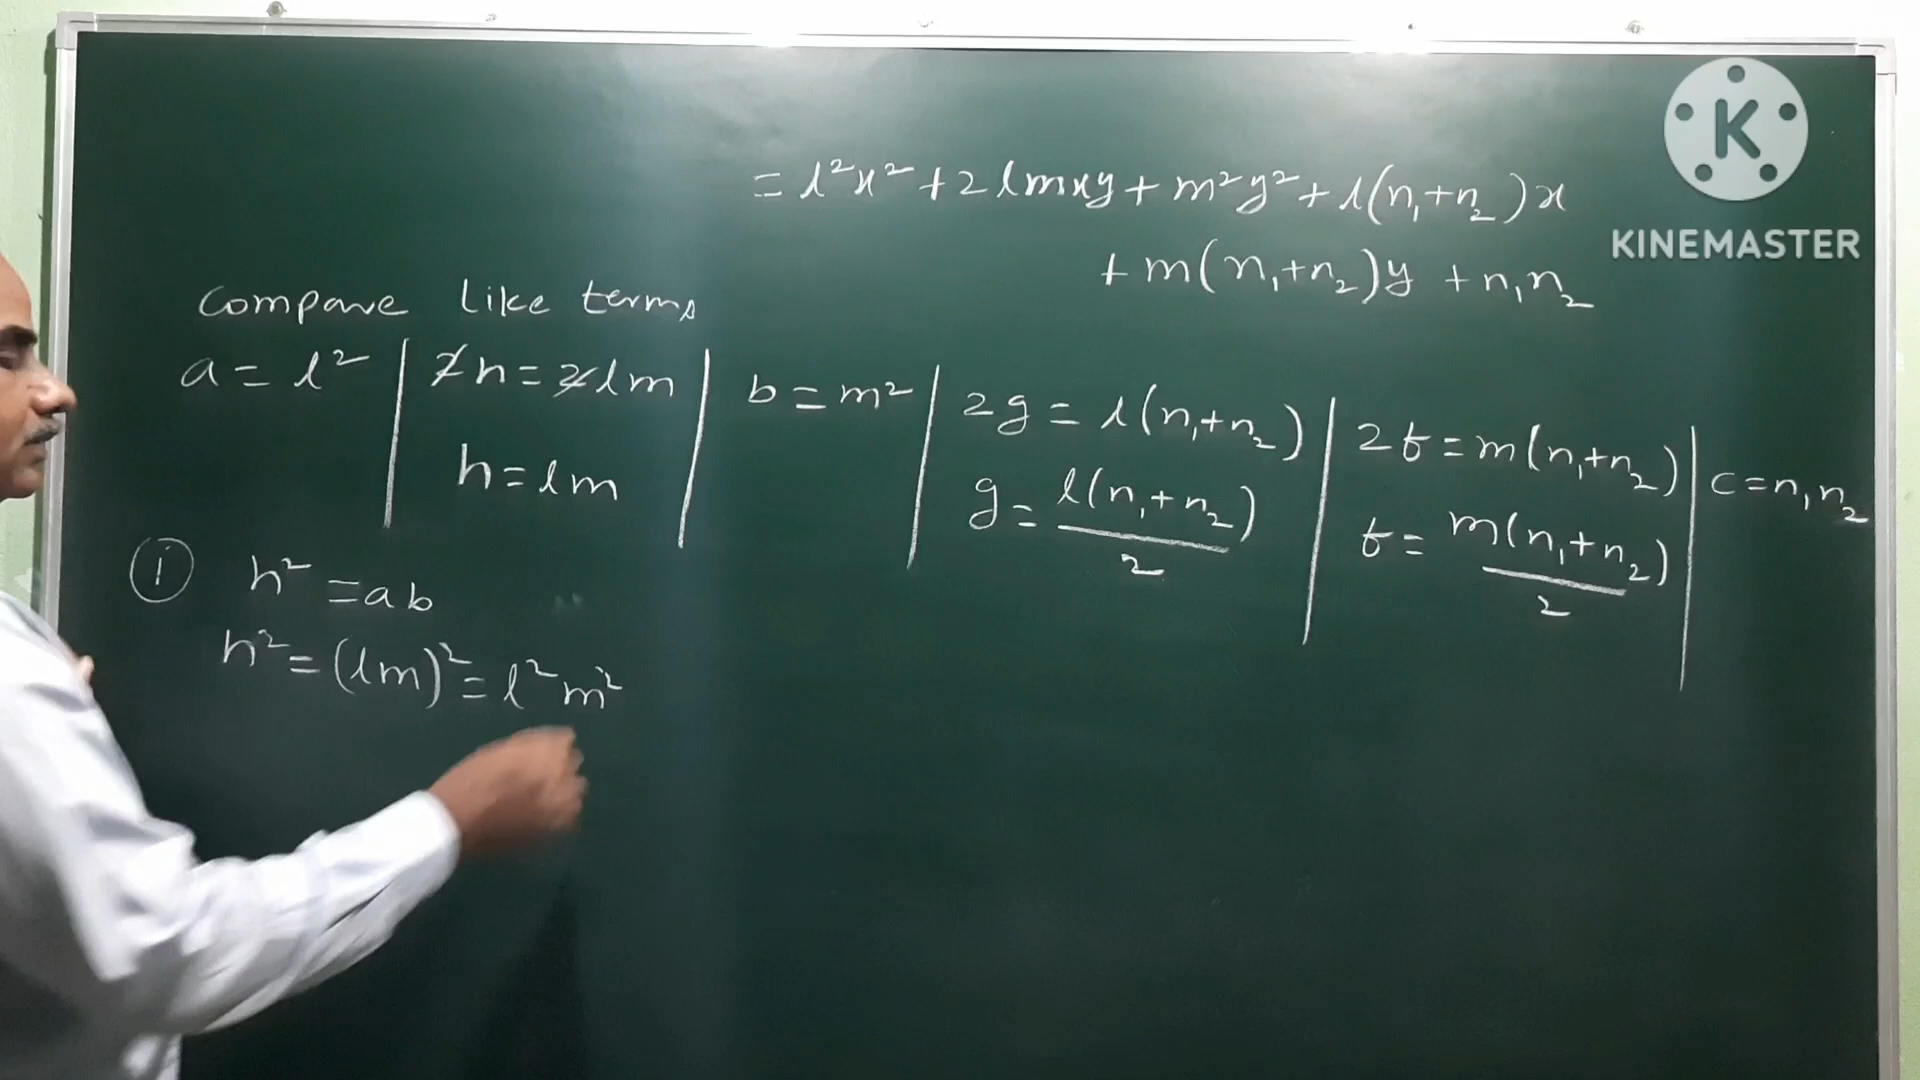 = l²x² + 2lmxy + m²y² + l(n₁+n₂)x
+ m(n₁+n₂)y + n₁n₂
K
KINEMASTER
Compare like terms
a = l² | 2h = 2lm | b = m² | 2g = l(n₁+n₂) | 2f = m(n₁+n₂) | c = n₁n₂
h = lm | g = l(n₁+n₂)/2 | f = m(n₁+n₂)/2
① h² = ab
h² = (lm)² = l²m²